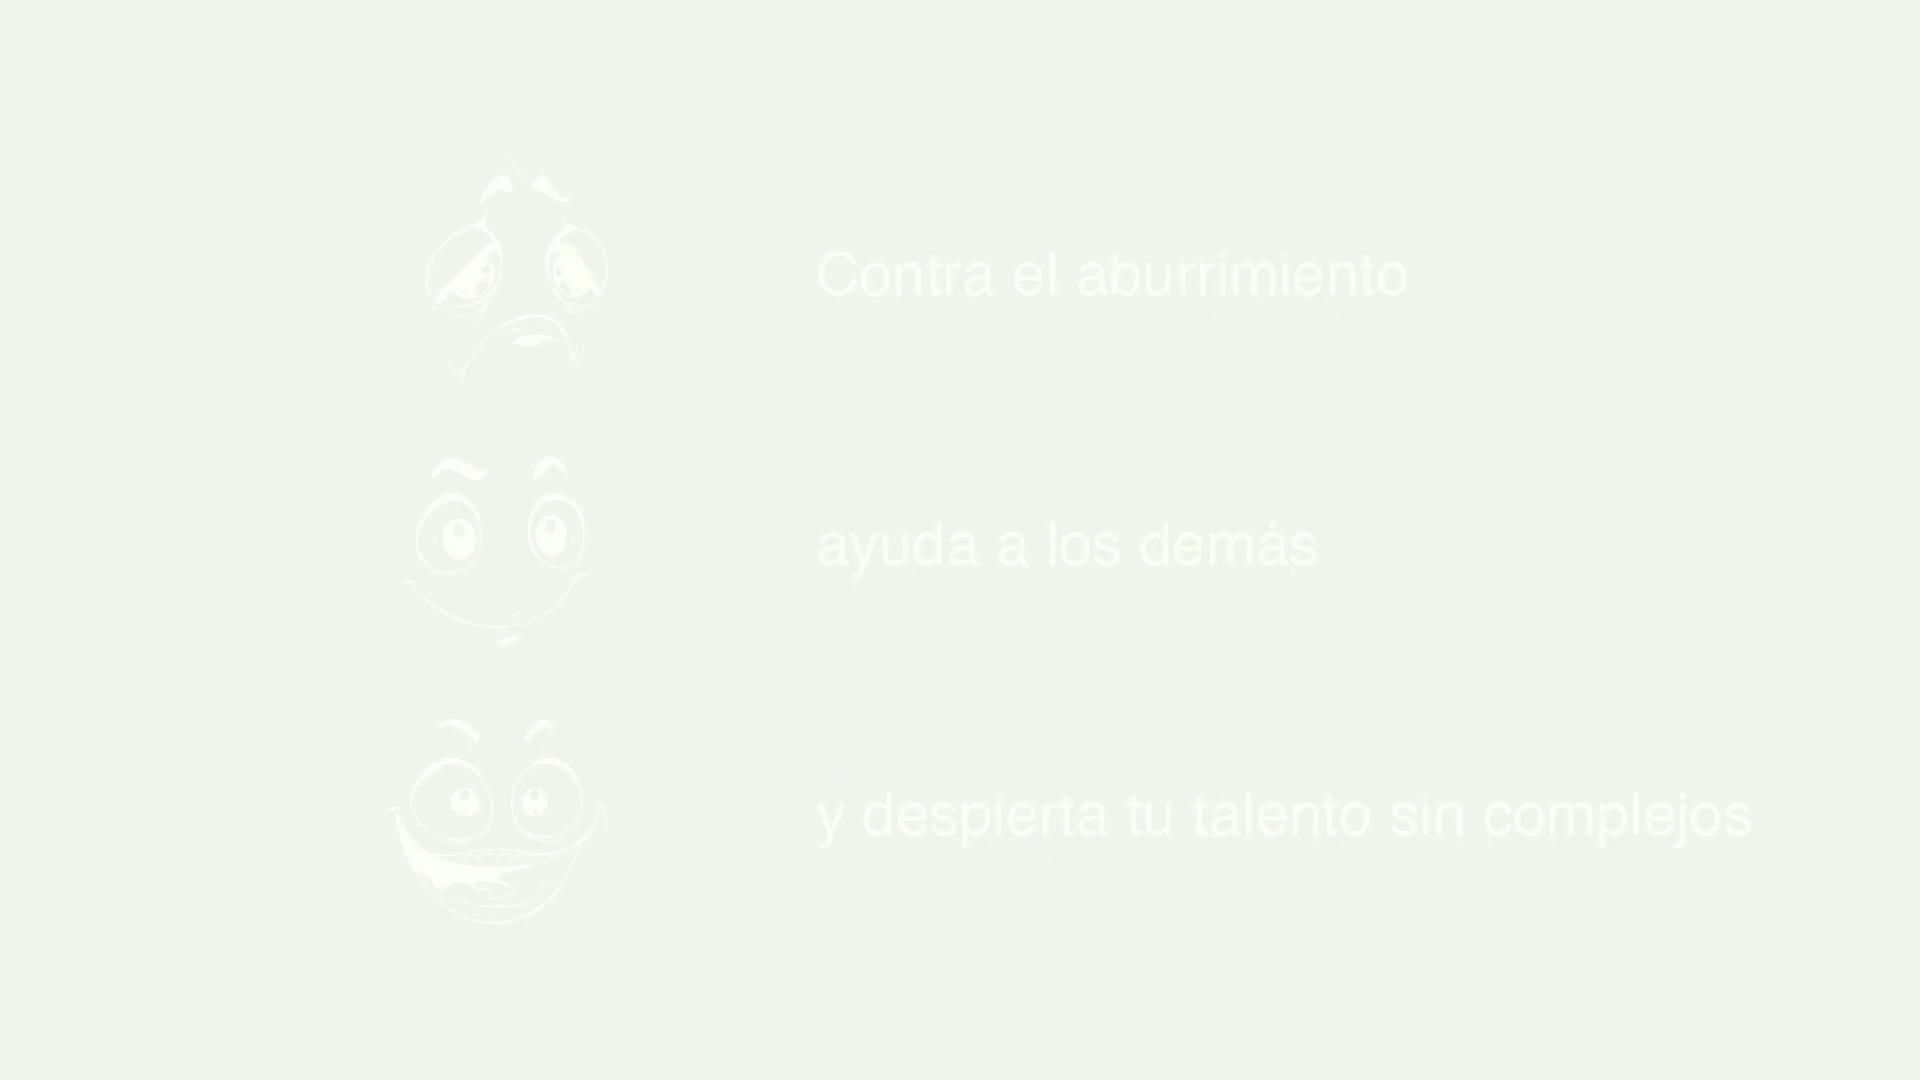 Contra el aburrimiento
ayuda a los demás
y despierta tu talento sin complejos